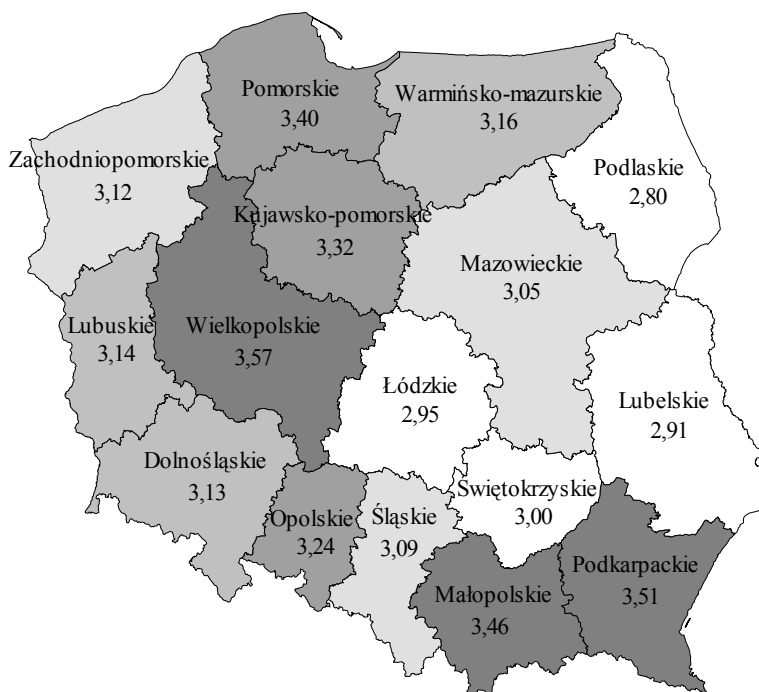 Pomorskie
3,40
Warmińsko-mazurskie
3,16
Zachodniopomorskie
3,12
Podlaskie
2,80
Kujawsko-pomorskie
3,32
Mazowieckie
3,05
Lubuskie
3,14
Wielkopolskie
3,57
Łódzkie
2,95
Lubelskie
2,91
Dolnośląskie
3,13
Opolskie
3,24
Śląskie
3,09
Świętokrzyskie
3,00
Małopolskie
3,46
Podkarpackie
3,51